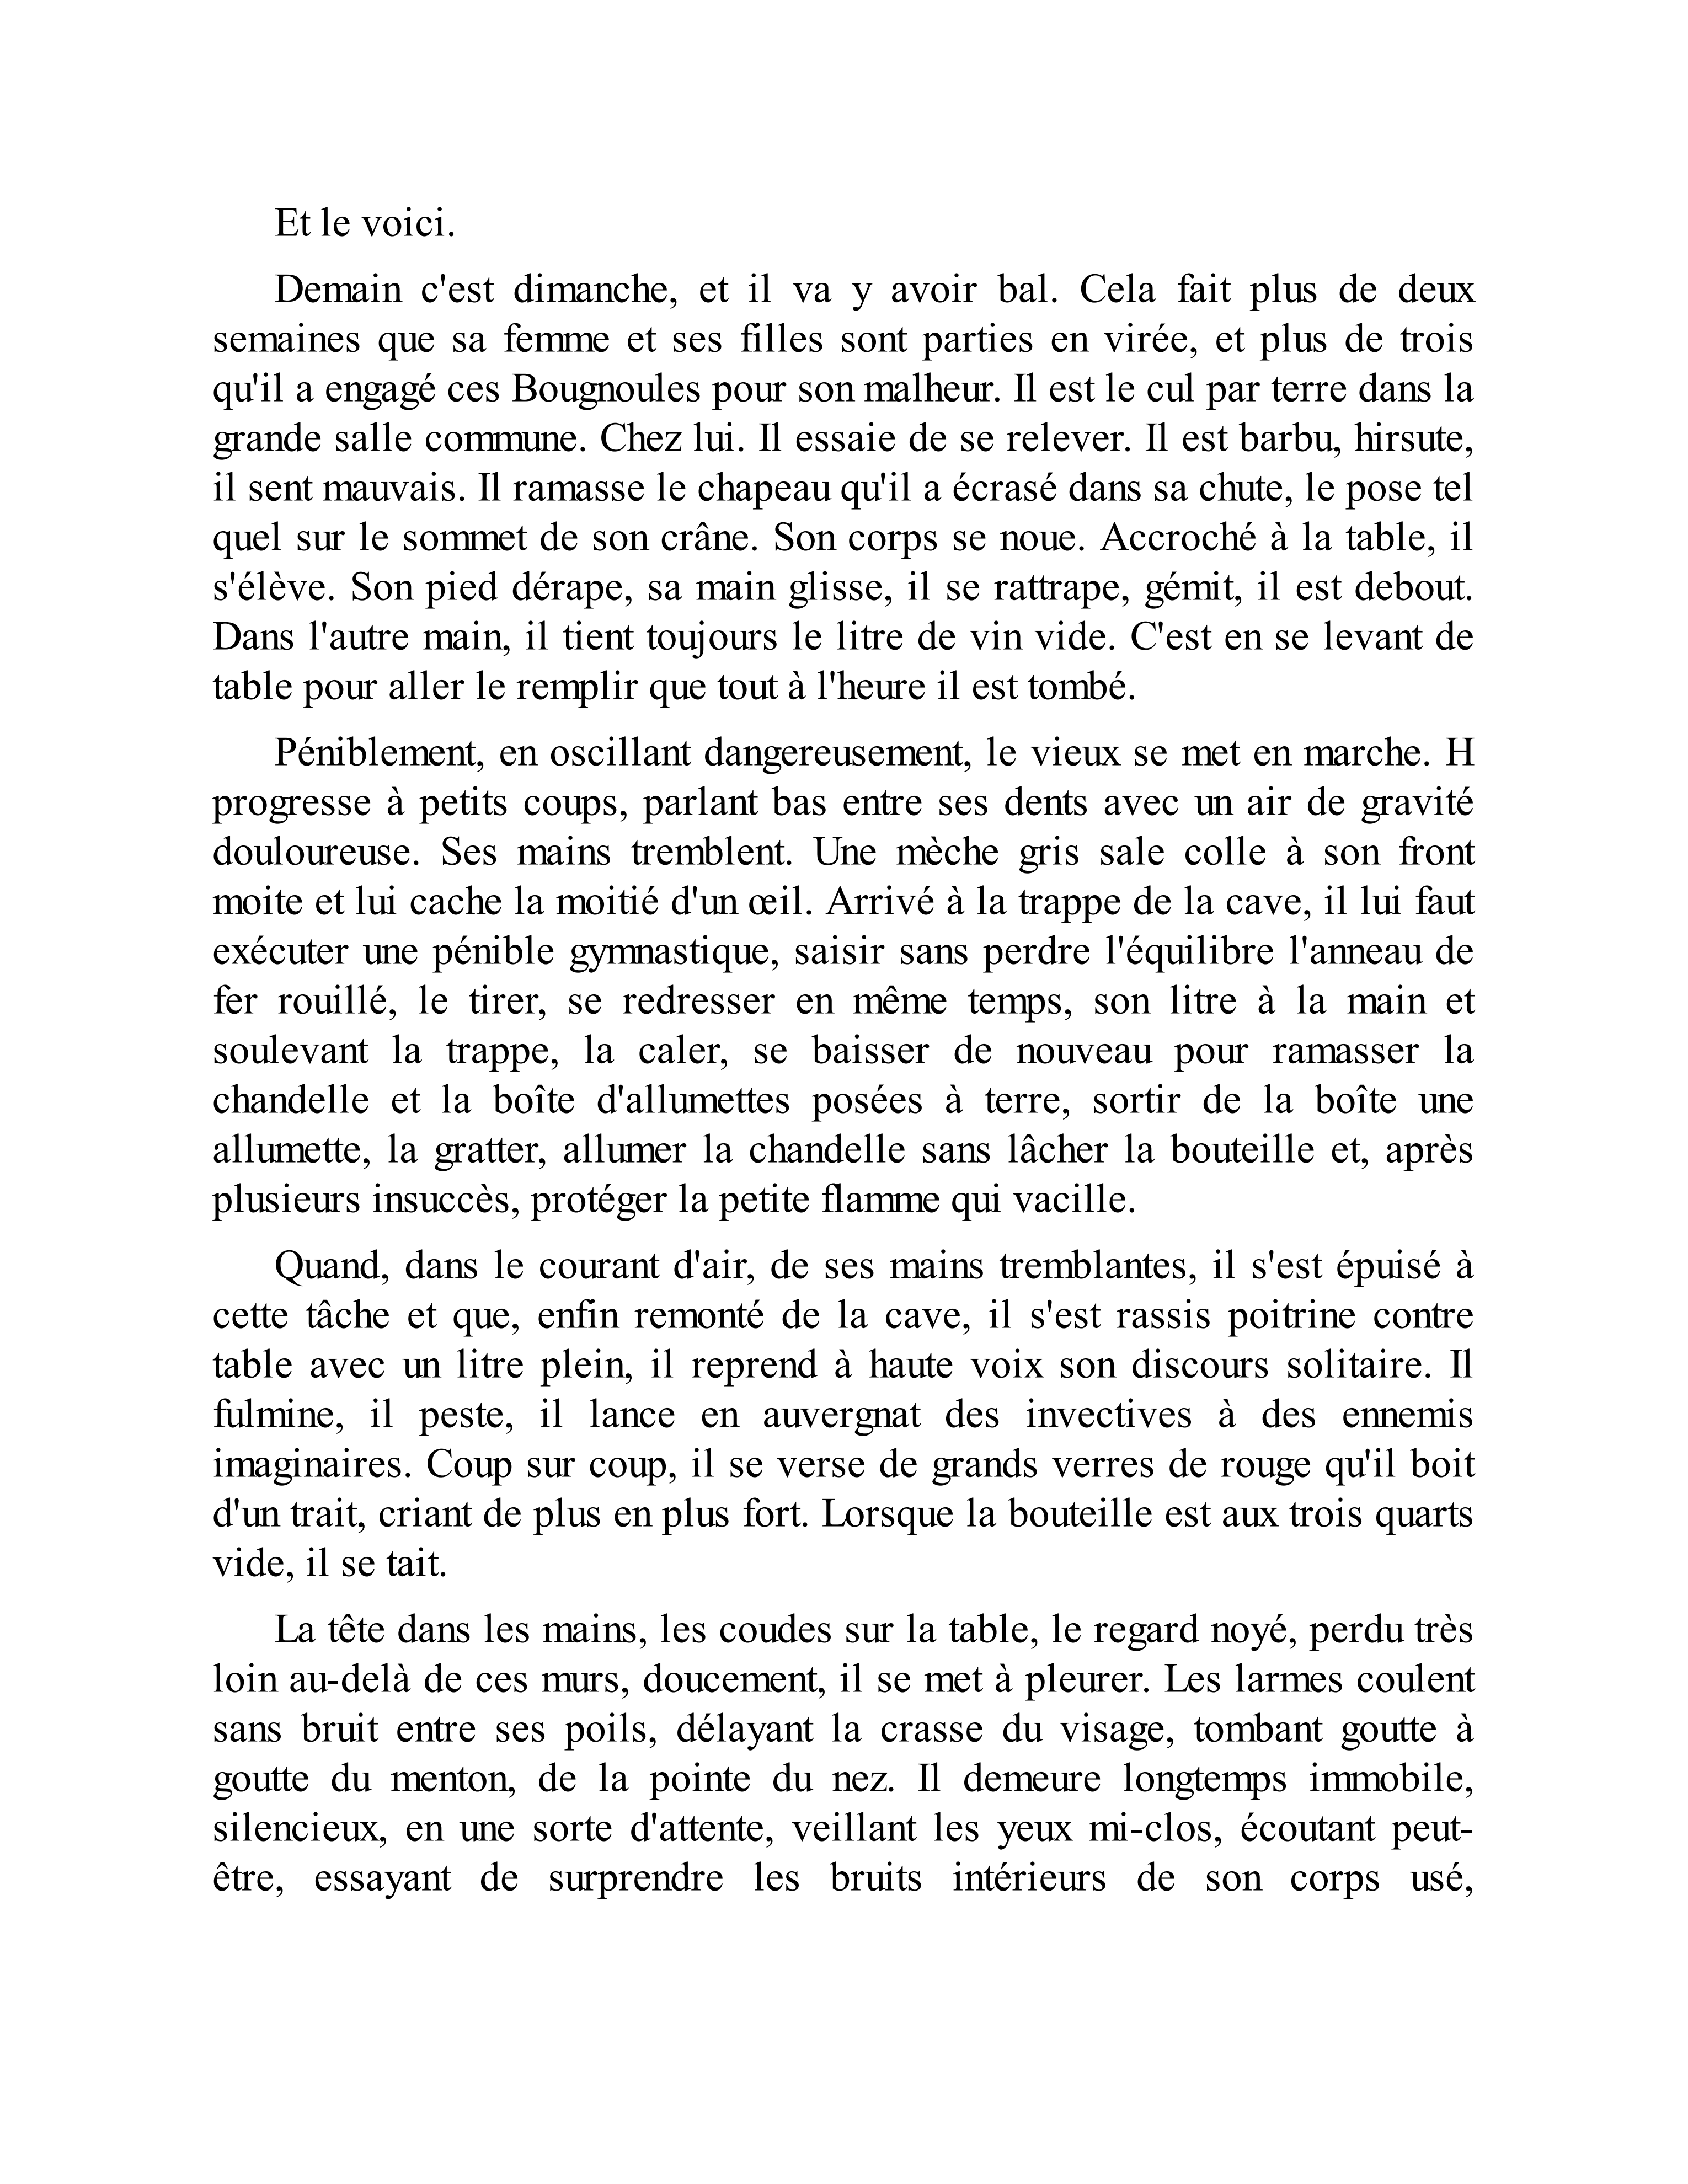 Et le voici.
Demain c'est dimanche, et il va y avoir bal. Cela fait plus de deux
semaines que sa femme et ses filles sont parties en virée, et plus de trois
qu'il a engagé ces Bougnoules pour son malheur. Il est le cul par terre dans la
grande salle commune. Chez lui. Il essaie de se relever. Il est barbu, hirsute,
il sent mauvais. Il ramasse le chapeau qu'il a écrasé dans sa chute, le pose tel
quel sur le sommet de son crâne. Son corps se noue. Accroché à la table, il
s'élève. Son pied dérape, sa main glisse, il se rattrape, gémit, il est debout.
Dans l'autre main, il tient toujours le litre de vin vide. C'est en se levant de
table pour aller le remplir que tout à l'heure il est tombé.
Péniblement, en oscillant dangereusement, le vieux se met en marche. H
progresse à petits coups, parlant bas entre ses dents avec un air de gravité
douloureuse. Ses mains tremblent. Une mèche gris sale colle à son front
moite et lui cache la moitié d'un œil. Arrivé à la trappe de la cave, il lui faut
exécuter une pénible gymnastique, saisir sans perdre l'équilibre l'anneau de
fer rouillé, le tirer, se redresser en même temps, son litre à la main et
soulevant la trappe, la caler, se baisser de nouveau pour ramasser la
chandelle et la boîte d'allumettes posées à terre, sortir de la boîte une
allumette, la gratter, allumer la chandelle sans lâcher la bouteille et, après
plusieurs insuccès, protéger la petite flamme qui vacille.
Quand, dans le courant d'air, de ses mains tremblantes, il s'est épuisé à
cette tâche et que, enfin remonté de la cave, il s'est rassis poitrine contre
table avec un litre plein, il reprend à haute voix son discours solitaire. Il
fulmine, il peste, il lance en auvergnat des invectives à des ennemis
imaginaires. Coup sur coup, il se verse de grands verres de rouge qu'il boit
d'un trait, criant de plus en plus fort. Lorsque la bouteille est aux trois quarts
vide, il se tait.
La tête dans les mains, les coudes sur la table, le regard noyé, perdu très
loin au-delà de ces murs, doucement, il se met à pleurer. Les larmes coulent
sans bruit entre ses poils, délayant la crasse du visage, tombant goutte à
goutte du menton, de la pointe du nez. Il demeure longtemps immobile,
silencieux, en une sorte d'attente, veillant les yeux mi-clos, écoutant peut-
être, essayant de surprendre les bruits intérieurs de son corps usé,